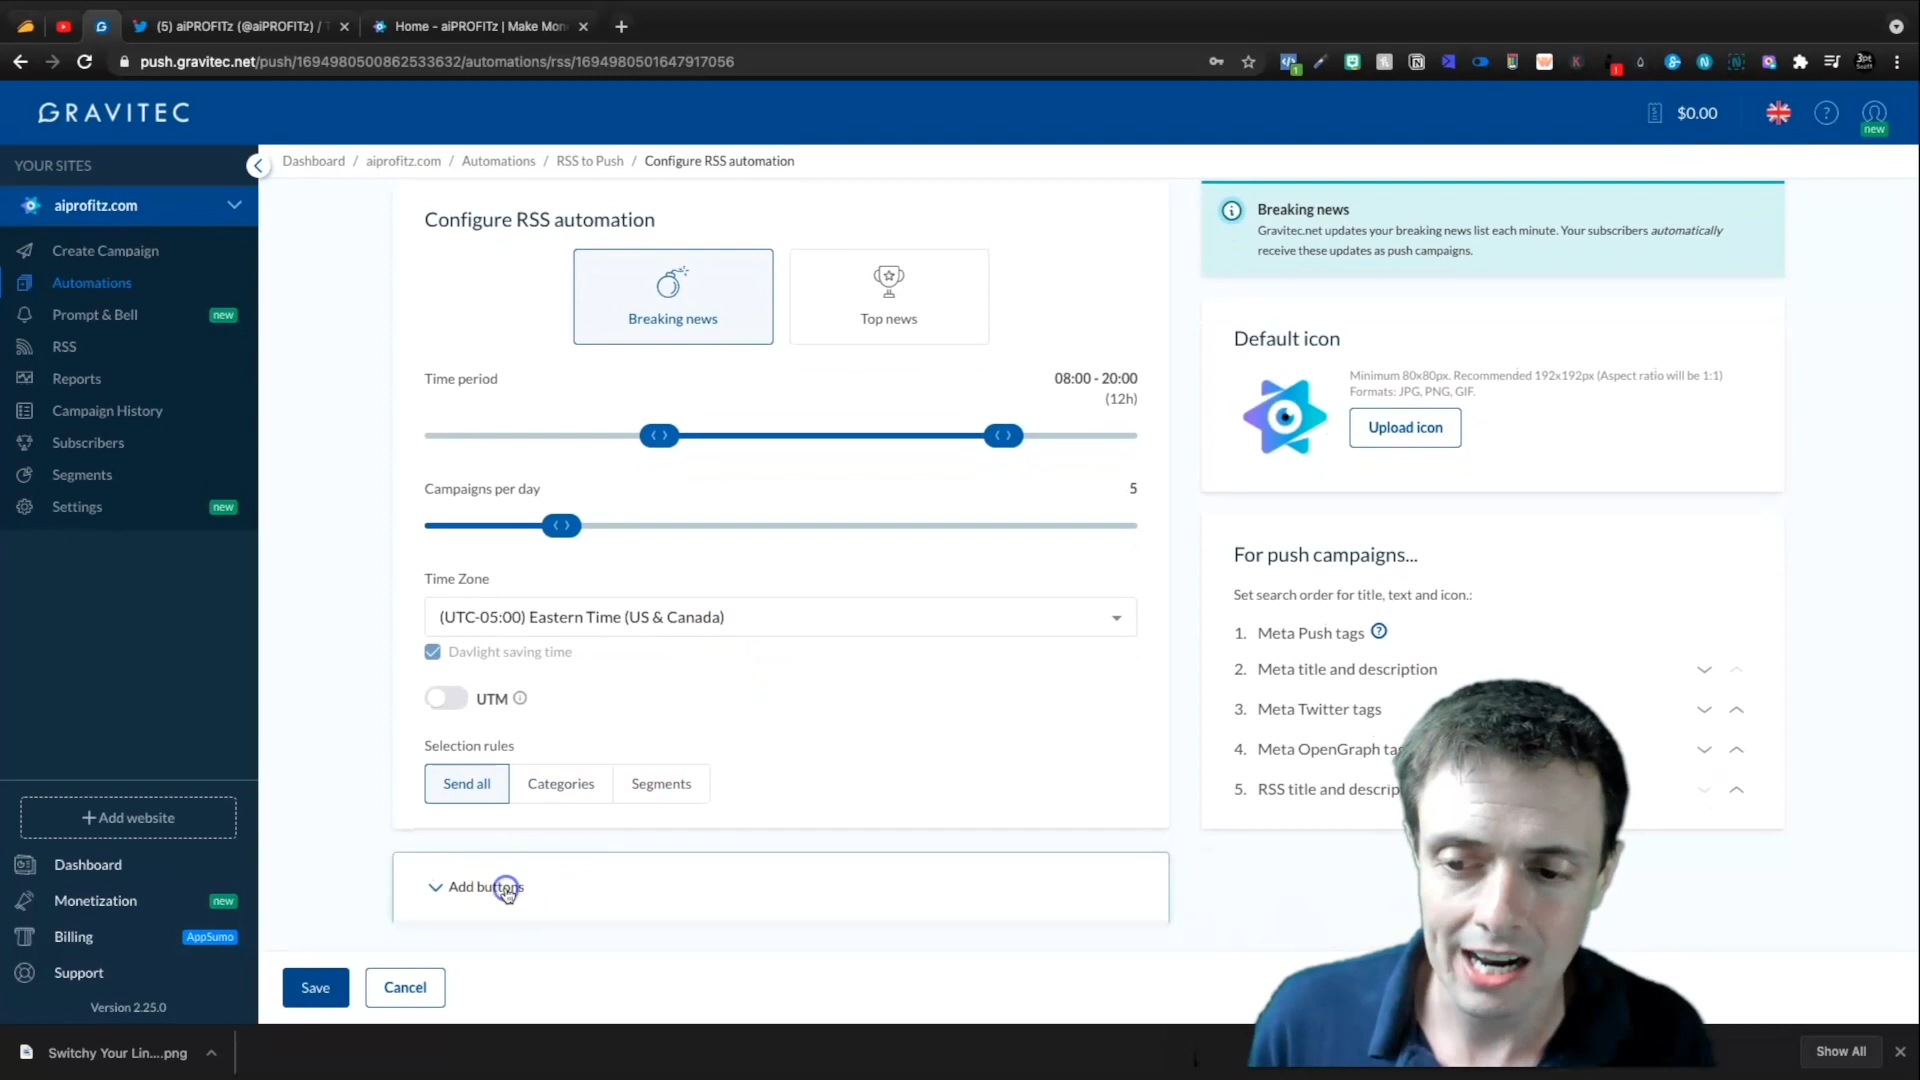 (5) aiPROFITz (@aiPROFITz) / T
Home – aiPROFITz | Make Mon
push.gravitec.net/push/1694980500862533632/automations/rss/1694980501647917056
1
3pt
GRAVITEC
$0.00
?
new
YOUR SITES
aiprofitz.com
Create Campaign
Automations
Prompt & Bell
new
RSS
Reports
Campaign History
Subscribers
Segments
Settings
new
+ Add website
Dashboard
Monetization
new
Billing
AppSumo
Support
Version 2.25.0
Dashboard / aiprofitz.com / Automations / RSS to Push / Configure RSS automation
Configure RSS automation
Breaking news
Top news
Time period
08:00 - 20:00
(12h)
Campaigns per day
5
Time Zone
(UTC-05:00) Eastern Time (US & Canada)
Daylight saving time
UTM
Selection rules
Send all
Categories
Segments
Add buttons
Save
Cancel
Breaking news
Gravitec.net updates your breaking news list each minute. Your subscribers automatically
receive these updates as push campaigns.
Default icon
Minimum 80x80px. Recommended 192x192px (Aspect ratio will be 1:1)
Formats: JPG, PNG, GIF.
Upload icon
For push campaigns...
Set search order for title, text and icon.:
1. Meta Push tags ?
2. Meta title and description
3. Meta Twitter tags
4. Meta OpenGraph tag
5. RSS title and descrip
Switchy Your Lin....png
Show All